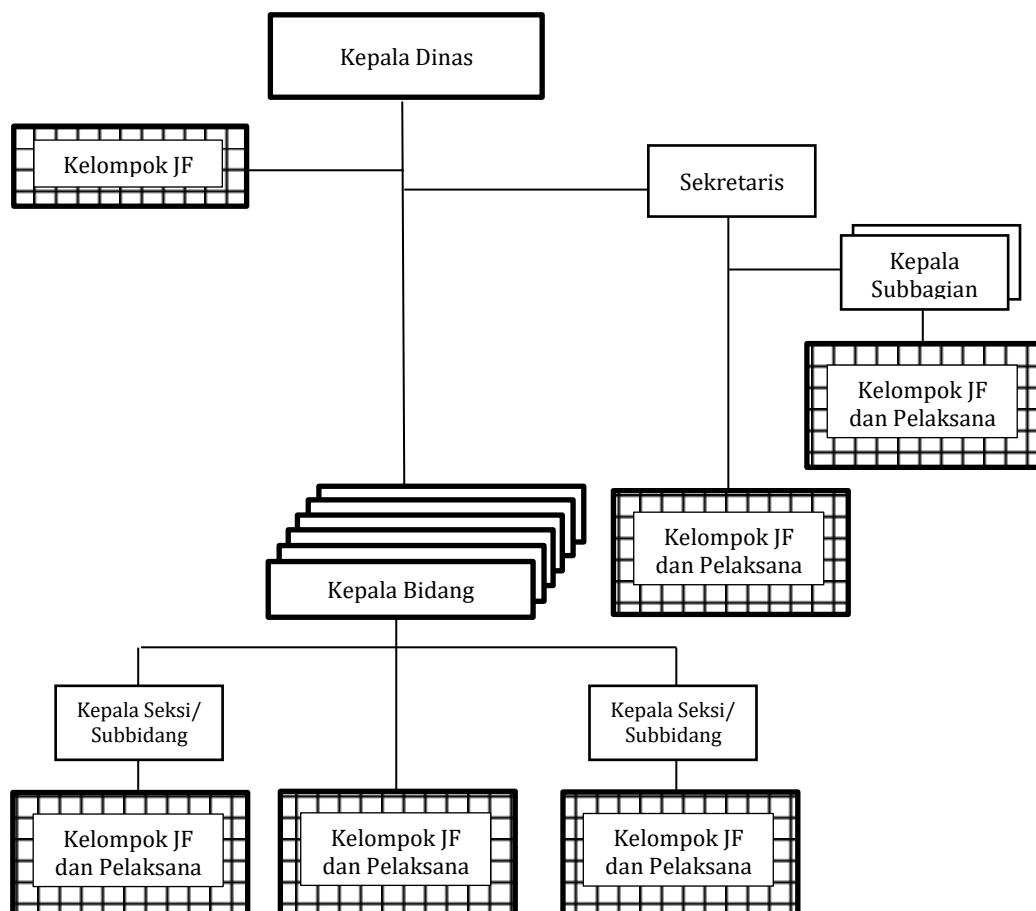 Kepala Dinas
Kelompok JF
Sekretaris
Kepala
Subbagian
Kelompok JF
dan Pelaksana
Kelompok JF
dan Pelaksana
Kepala Bidang
Kepala Seksi/
Subbidang
Kepala Seksi/
Subbidang
Kelompok JF
dan Pelaksana
Kelompok JF
dan Pelaksana
Kelompok JF
dan Pelaksana